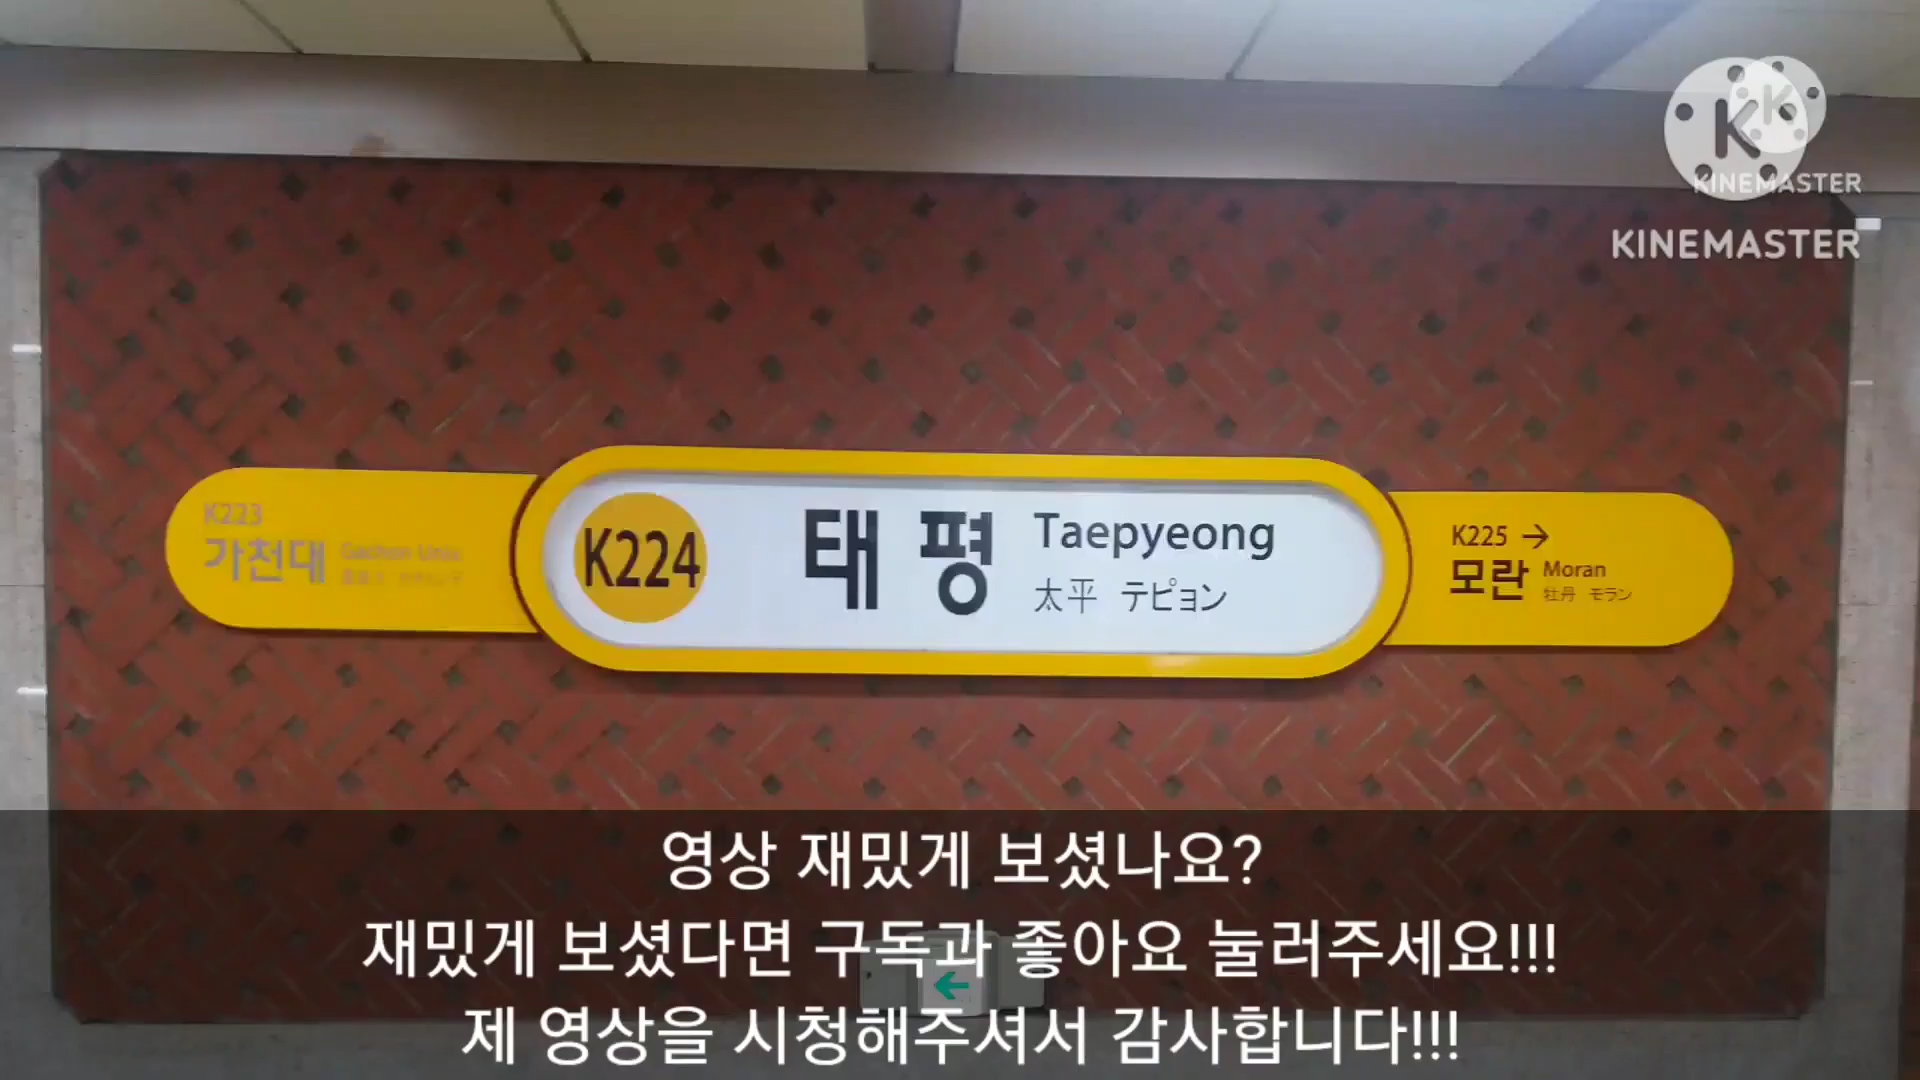 K
K
KINEMASTER
KINEMASTER
K223
가천대 Gachon Univ.
K224
태평 Taepyeong
太平 テピョン
K225 →
모란 Moran
牡丹 モラン
영상 재밌게 보셨나요?
재밌게 보셨다면 구독과 좋아요 눌러주세요!!!
제 영상을 시청해주셔서 감사합니다!!!